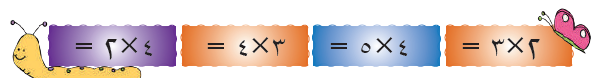 ٢×٣ = ٤×٥ = ٣×٤ = ٤×٢ =